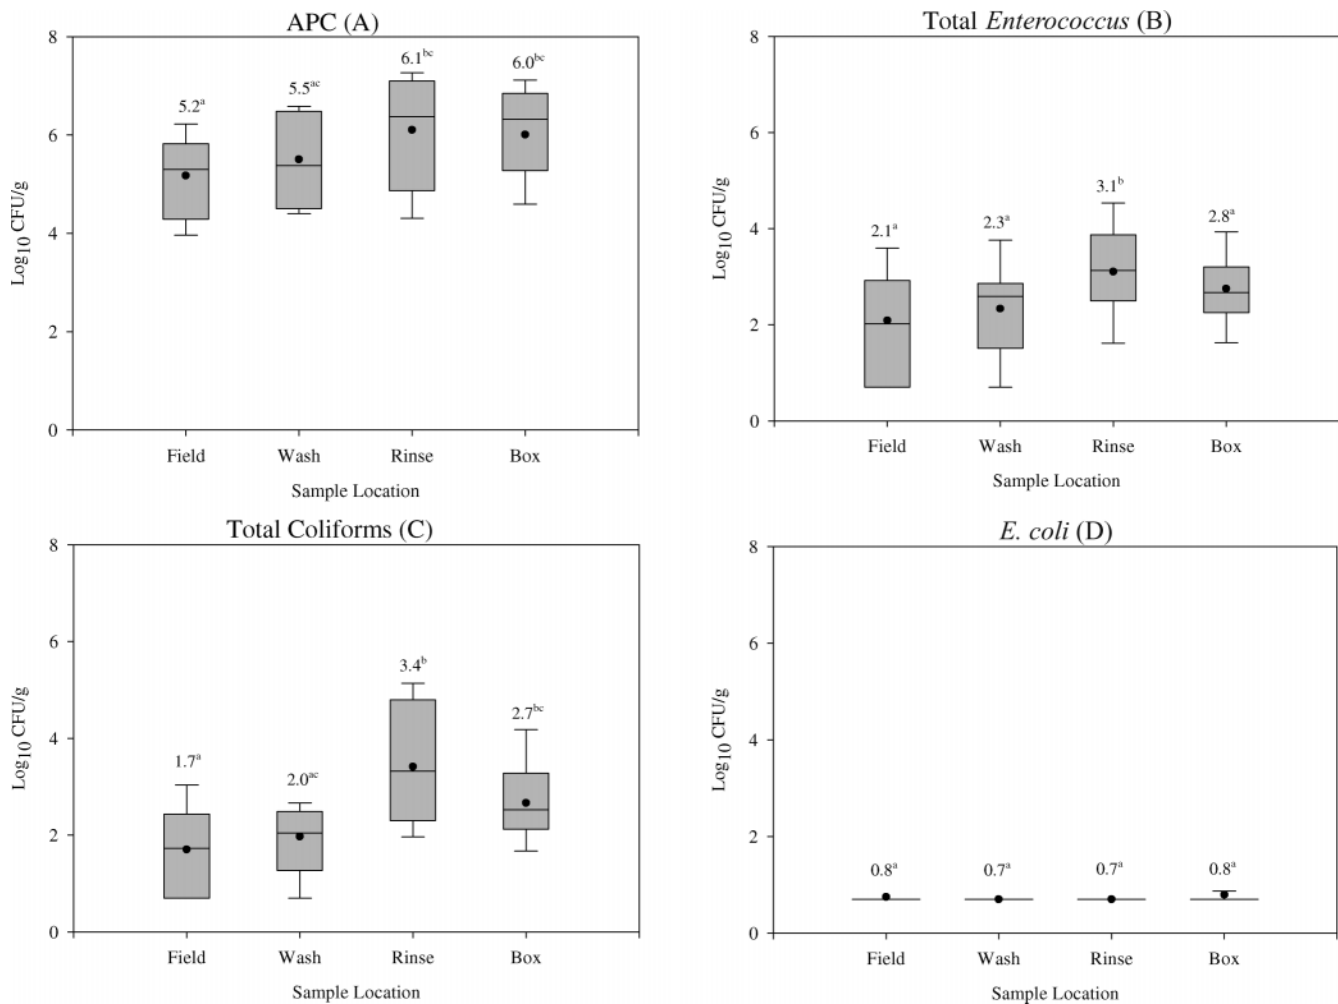 APC (A)
8
6
4
2
0
Log10 CFU/g
5.2a
5.5ac
6.1bc
6.0bc
Field Wash Rinse Box
Sample Location
Total Enterococcus (B)
8
6
4
2
0
Log10 CFU/g
2.1a
2.3a
3.1b
2.8a
Field Wash Rinse Box
Sample Location
Total Coliforms (C)
8
6
4
2
0
Log10 CFU/g
1.7a
2.0ac
3.4b
2.7bc
Field Wash Rinse Box
Sample Location
E. coli (D)
8
6
4
2
0
Log10 CFU/g
0.8a
0.7a
0.7a
0.8a
Field Wash Rinse Box
Sample Location